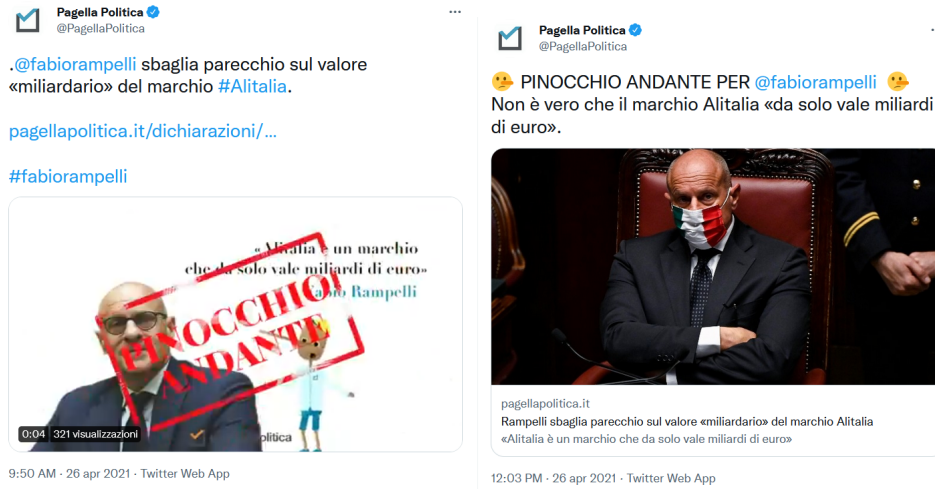 Pagella Politica
@PagellaPolitica
.@fabiorampelli sbaglia parecchio sul valore
«miliardario» del marchio #Alitalia.
pagellapolitica.it/dichiarazioni/...
#fabiorampelli
«Alitalia è un marchio
che da solo vale miliardi di euro»
Fabio Rampelli
PINOCCHIO
ANDANTE
0:04 321 visualizzazioni
olitica
9:50 AM · 26 apr 2021 · Twitter Web App
Pagella Politica
@PagellaPolitica
PINOCCHIO ANDANTE PER @fabiorampelli
Non è vero che il marchio Alitalia «da solo vale miliardi
di euro».
pagellapolitica.it
Rampelli sbaglia parecchio sul valore «miliardario» del marchio Alitalia
«Alitalia è un marchio che da solo vale miliardi di euro»
12:03 PM · 26 apr 2021 · Twitter Web App